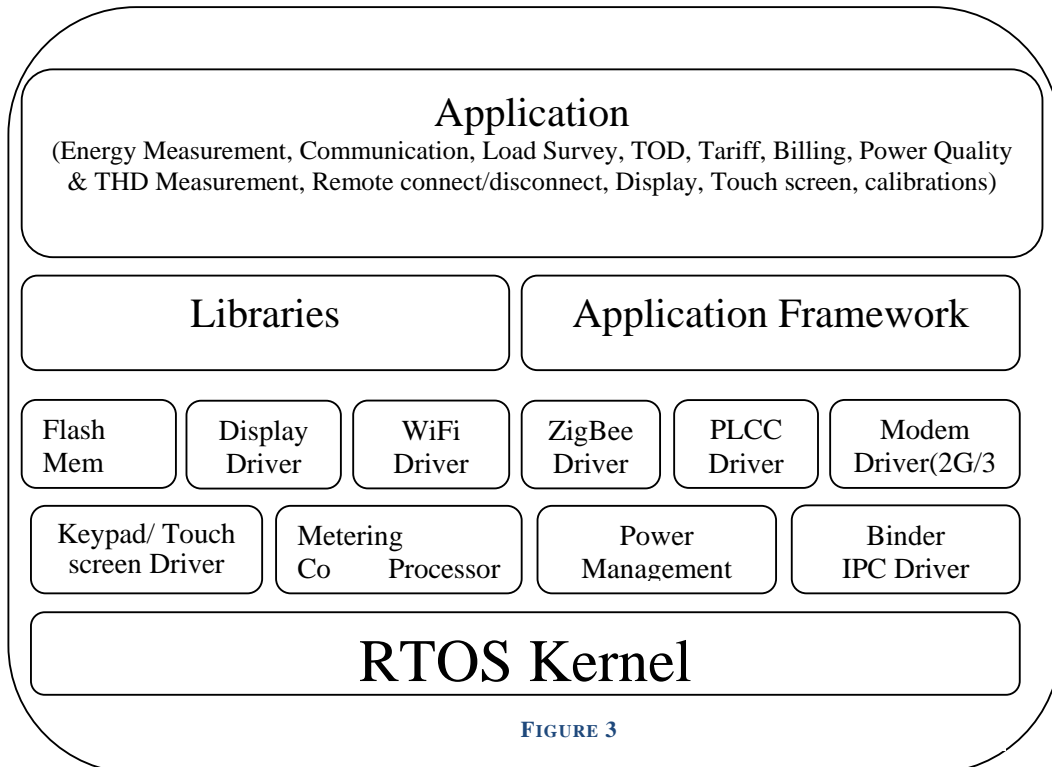 Application
(Energy Measurement, Communication, Load Survey, TOD, Tariff, Billing, Power Quality
& THD Measurement, Remote connect/disconnect, Display, Touch screen, calibrations)
Libraries
Application Framework
Flash
Mem
Display
Driver
WiFi
Driver
ZigBee
Driver
PLCC
Driver
Modem
Driver(2G/3
Keypad/ Touch
screen Driver
Metering
Co Processor
Power
Management
Binder
IPC Driver
RTOS Kernel
FIGURE 3